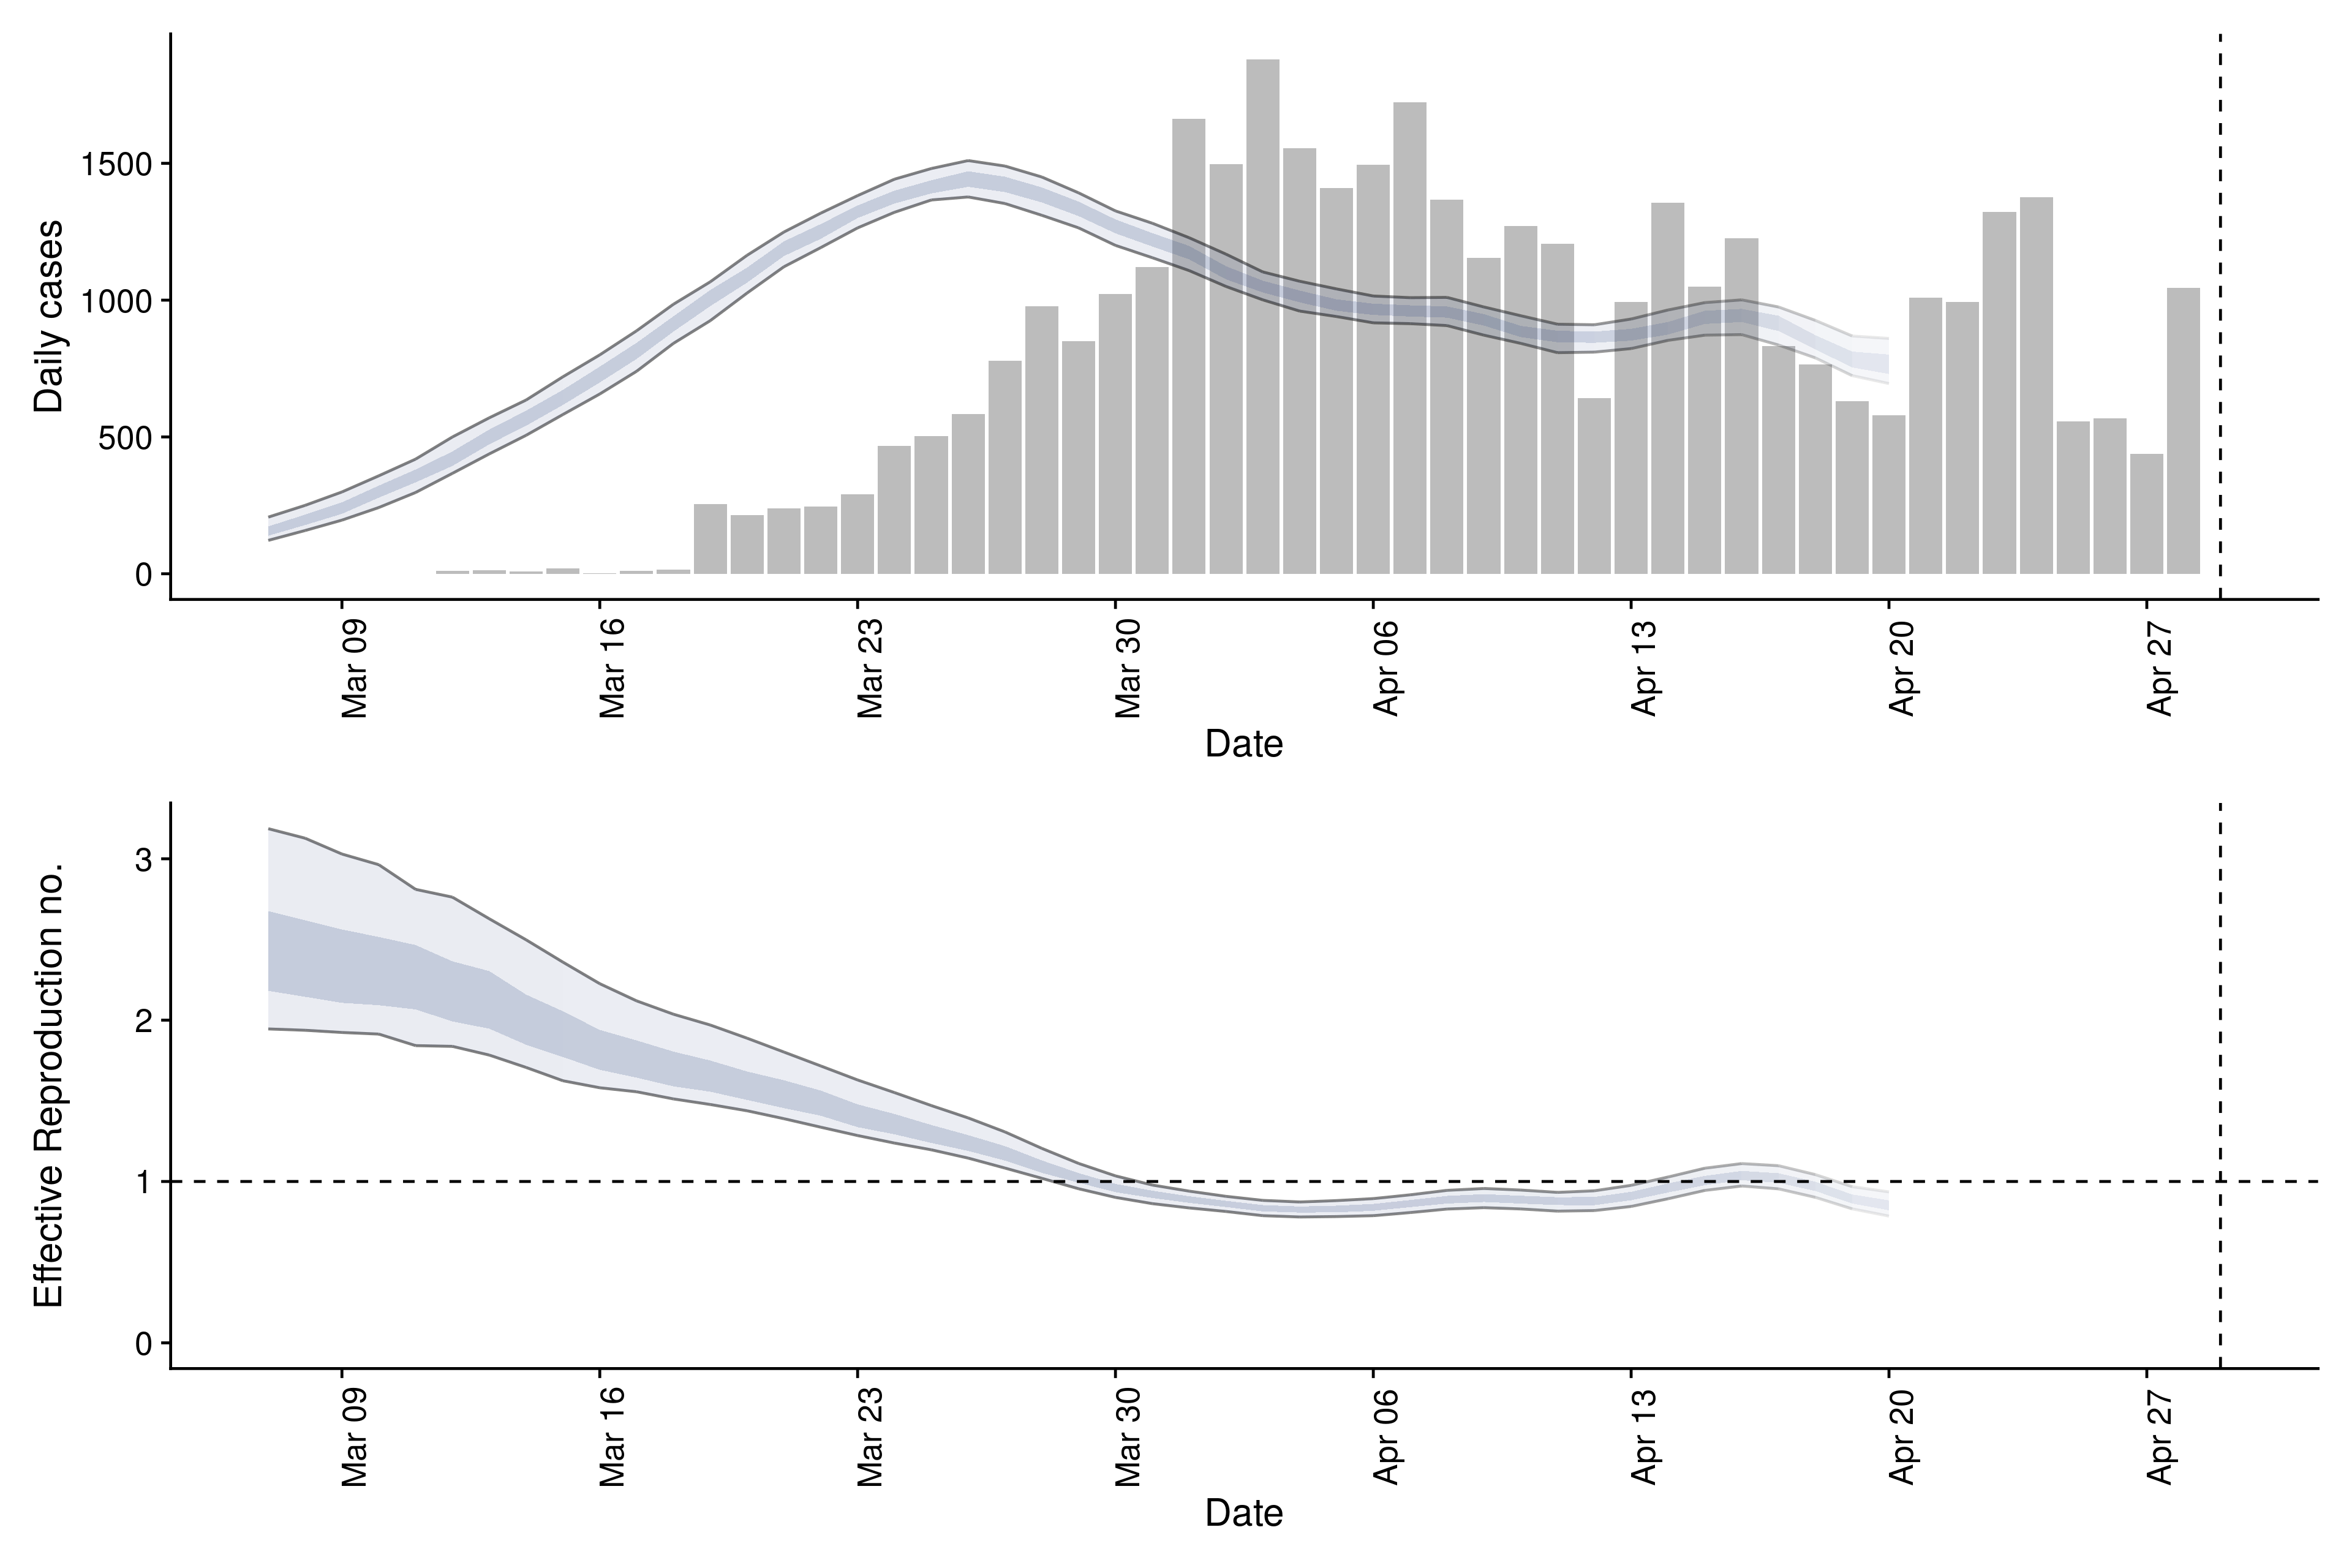 Daily cases
1500
1000
500
0
Mar 09
Mar 16
Mar 23
Mar 30
Apr 06
Apr 13
Apr 20
Apr 27
Date
Effective Reproduction no.
3
2
1
0
Mar 09
Mar 16
Mar 23
Mar 30
Apr 06
Apr 13
Apr 20
Apr 27
Date